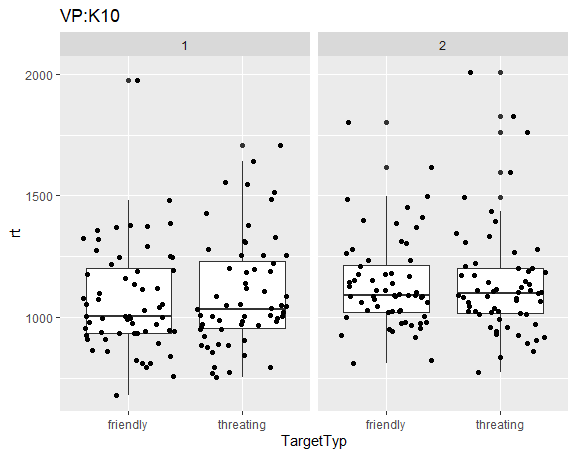 VP:K10
1 2
2000
1500
1000
rt
friendly threating friendly threating
TargetTyp